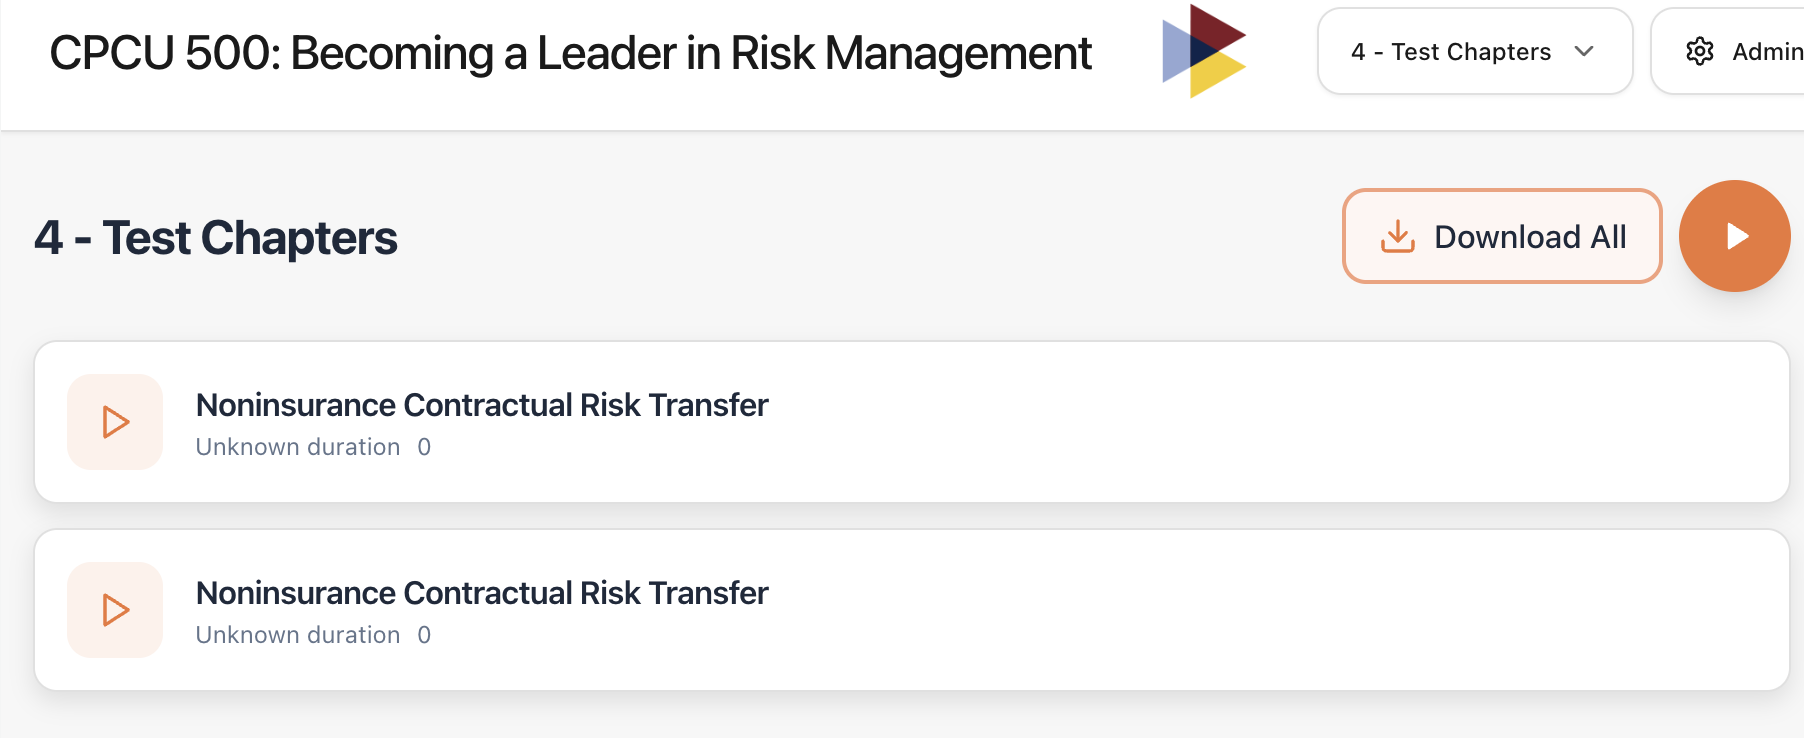 CPCU 500: Becoming a Leader in Risk Management
4 - Test Chapters
Admin
4 - Test Chapters
Download All
Noninsurance Contractual Risk Transfer
Unknown duration 0
Noninsurance Contractual Risk Transfer
Unknown duration 0